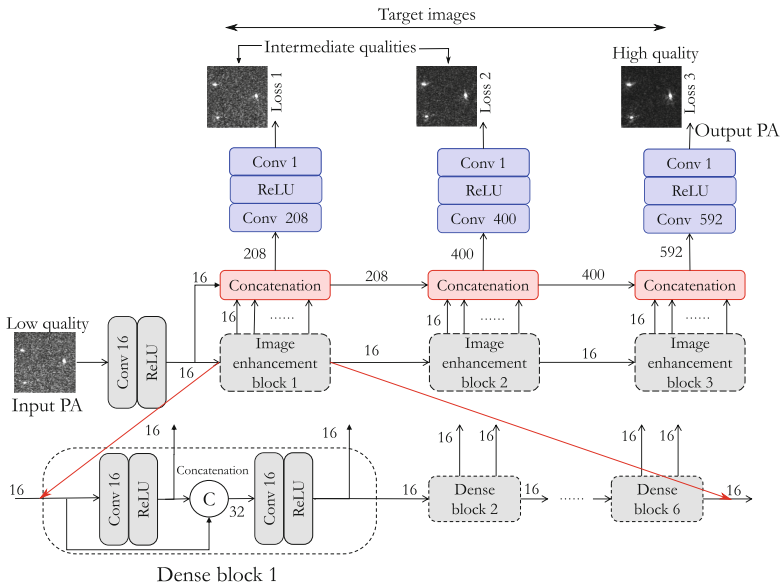 Target images
Intermediate qualities
High quality
Loss 1
Loss 2
Loss 3
Output PA
Conv 1
ReLU
Conv 208
Conv 1
ReLU
Conv 400
Conv 1
ReLU
Conv 592
208
400
592
16
Concatenation
208
Concatenation
400
Concatenation
Low quality
Input PA
Conv 16
ReLU
16
16
......
16
......
16
......
Image
enhancement
block 1
16
Image
enhancement
block 2
16
Image
enhancement
block 3
16
16
16
16
16
16
16
Conv 16
ReLU
Concatenation
C
32
Conv 16
ReLU
16
Dense
block 2
16
......
Dense
block 6
16
Dense block 1